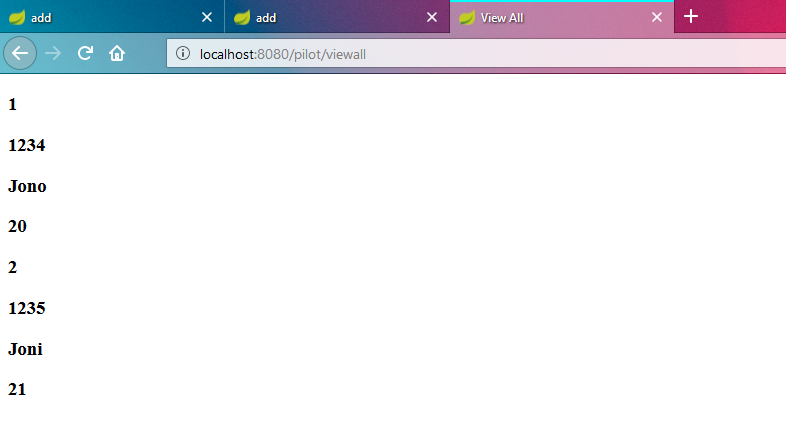 add
add
View All
localhost:8080/pilot/viewall
1
1234
Jono
20
2
1235
Joni
21